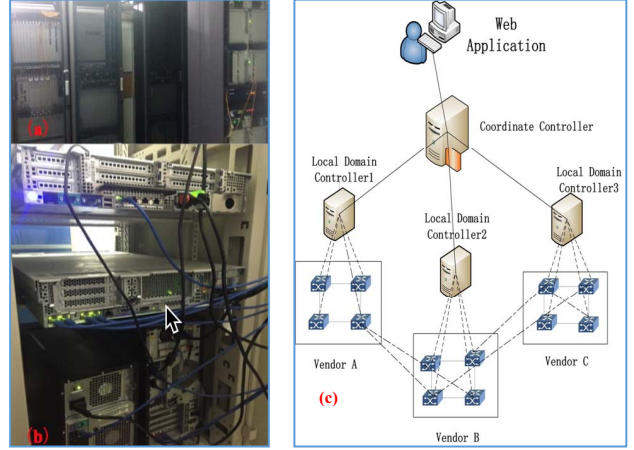 (a)
(b)
Web
Application
Coordinate Controller
Local Domain
Controller1
Local Domain
Controller3
Local Domain
Controller2
Vendor A
Vendor C
(c)
Vendor B